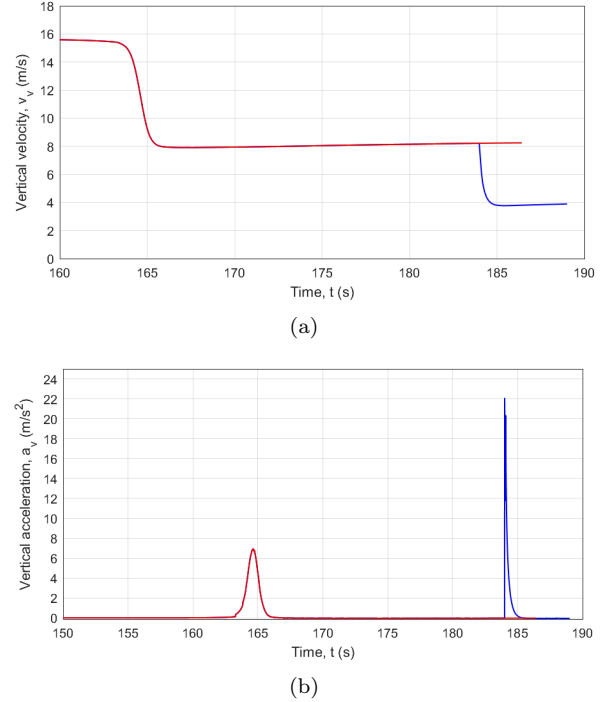 18
16
14
12
10
8
6
4
2
0
Vertical velocity, v_v (m/s)
160 165 170 175 180 185 190
Time, t (s)
(a)
24
22
20
18
16
14
12
10
8
6
4
2
0
Vertical acceleration, a_v (m/s²)
150 155 160 165 170 175 180 185 190
Time, t (s)
(b)